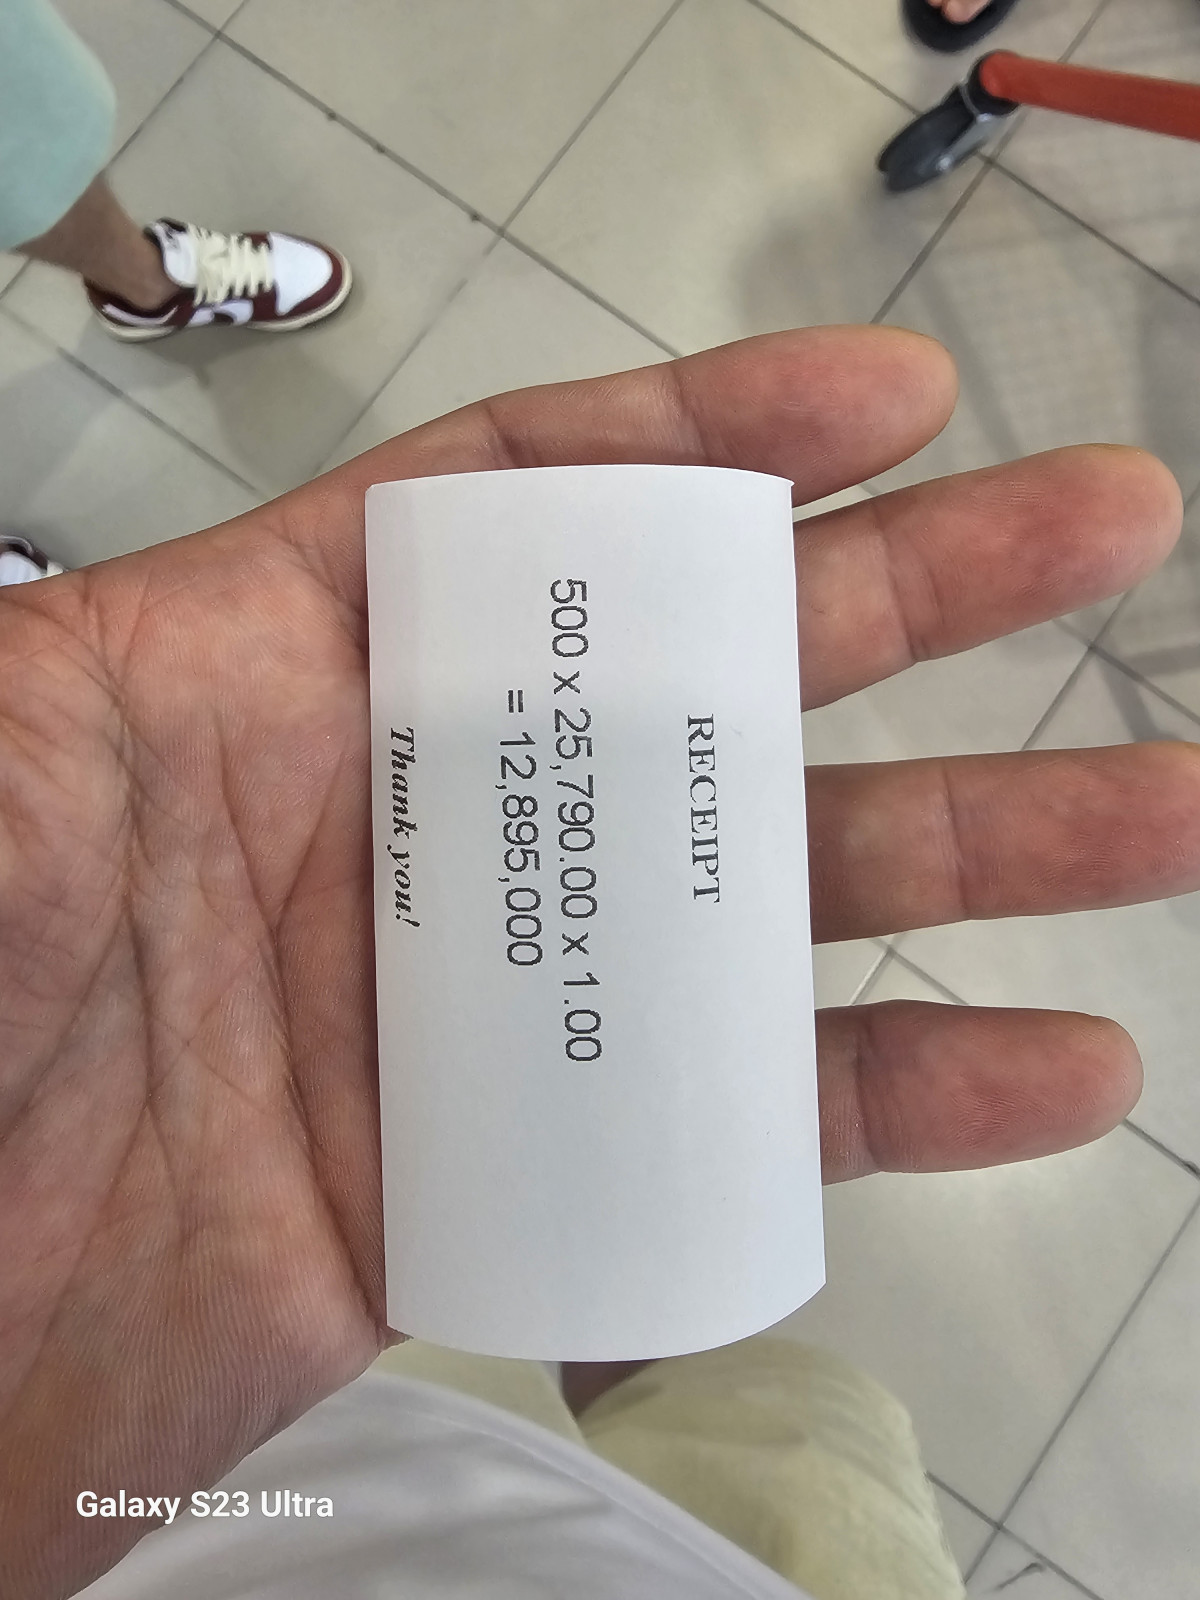 RECEIPT
500 x 25,790.00 x 1.00
= 12,895,000
Thank you!
Galaxy S23 Ultra